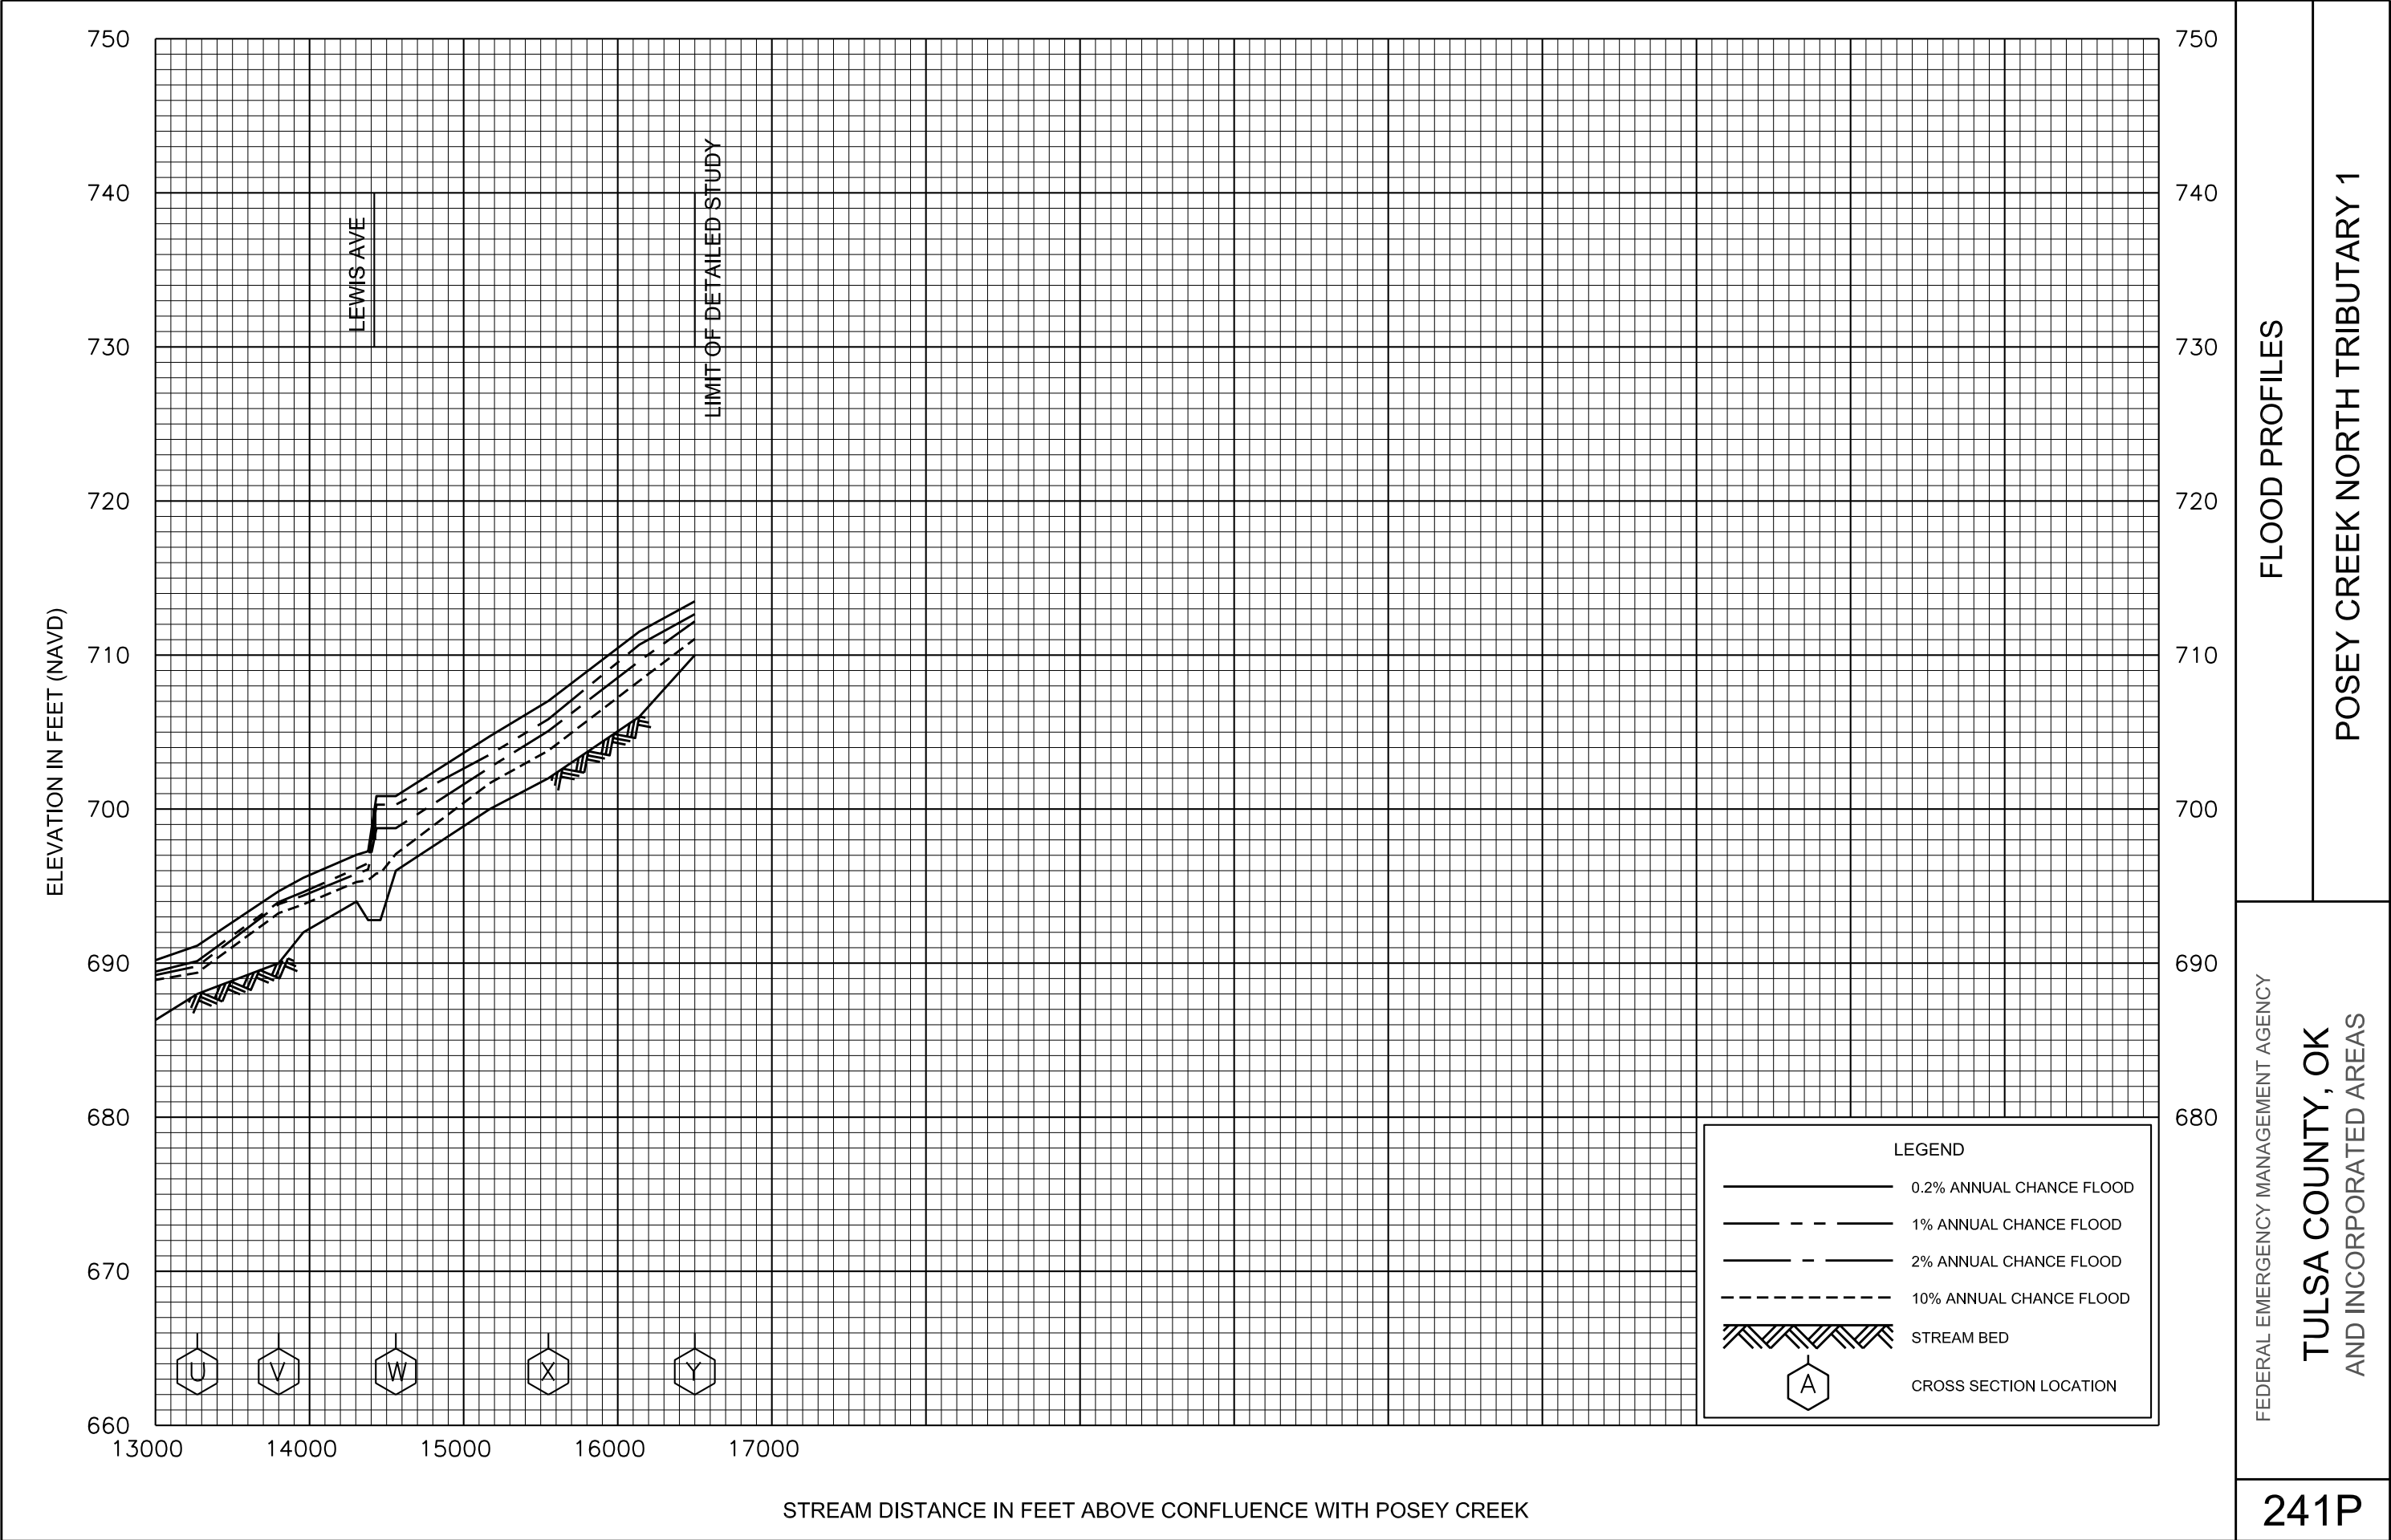 750
740
730
720
710
700
690
680
670
660
ELEVATION IN FEET (NAVD)
LEWIS AVE
LIMIT OF DETAILED STUDY
750
740
730
720
710
700
690
680
U
V
W
X
Y
13000
14000
15000
16000
17000
STREAM DISTANCE IN FEET ABOVE CONFLUENCE WITH POSEY CREEK
LEGEND
0.2% ANNUAL CHANCE FLOOD
1% ANNUAL CHANCE FLOOD
2% ANNUAL CHANCE FLOOD
10% ANNUAL CHANCE FLOOD
STREAM BED
A
CROSS SECTION LOCATION
FLOOD PROFILES
POSEY CREEK NORTH TRIBUTARY 1
FEDERAL EMERGENCY MANAGEMENT AGENCY
TULSA COUNTY, OK
AND INCORPORATED AREAS
241P